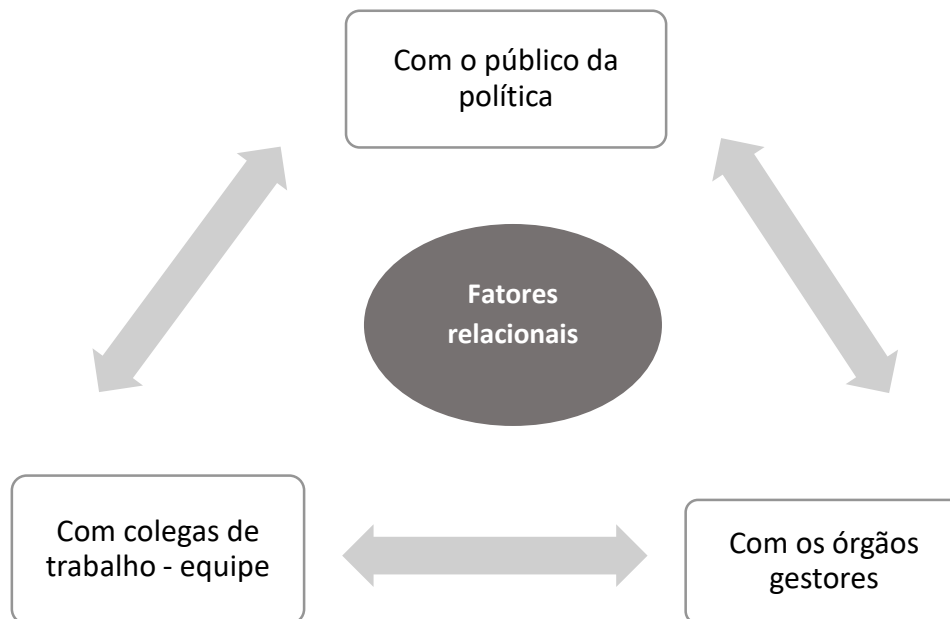 Com o público da
política
Fatores
relacionais
Com colegas de
trabalho - equipe
Com os órgãos
gestores